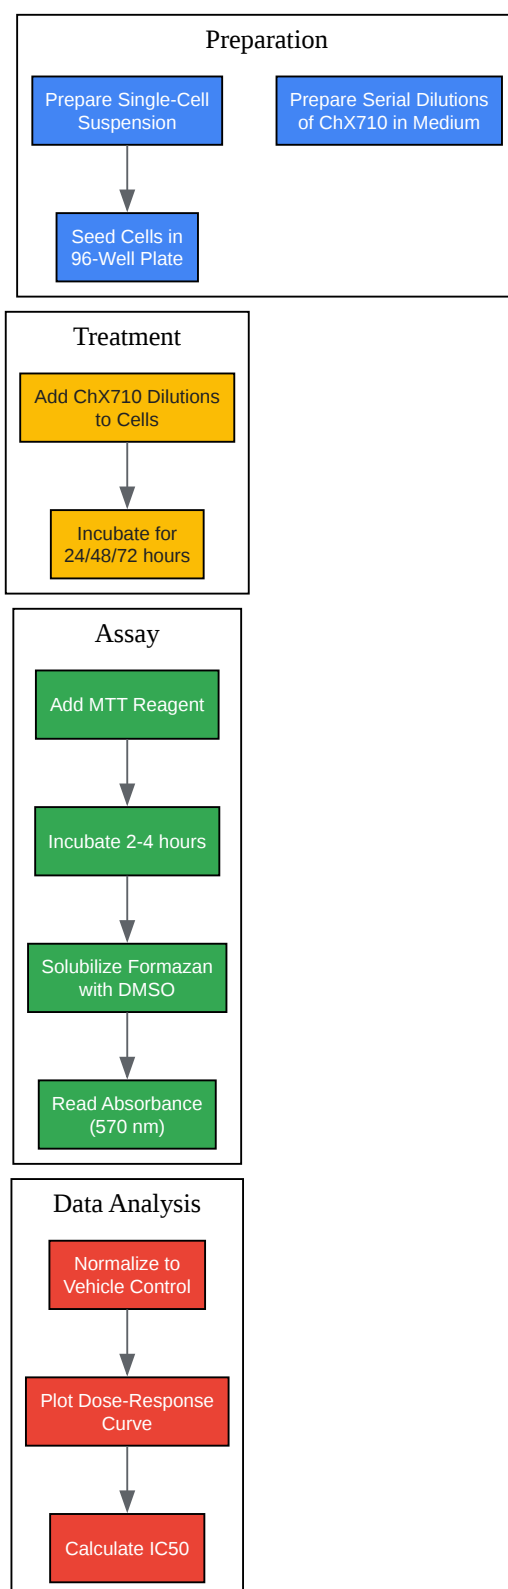 Preparation
Prepare Single-Cell
Suspension
Prepare Serial Dilutions
of ChX710 in Medium
Seed Cells in
96-Well Plate
Treatment
Add ChX710 Dilutions
to Cells
Incubate for
24/48/72 hours
Assay
Add MTT Reagent
Incubate 2-4 hours
Solubilize Formazan
with DMSO
Read Absorbance
(570 nm)
Data Analysis
Normalize to
Vehicle Control
Plot Dose-Response
Curve
Calculate IC50